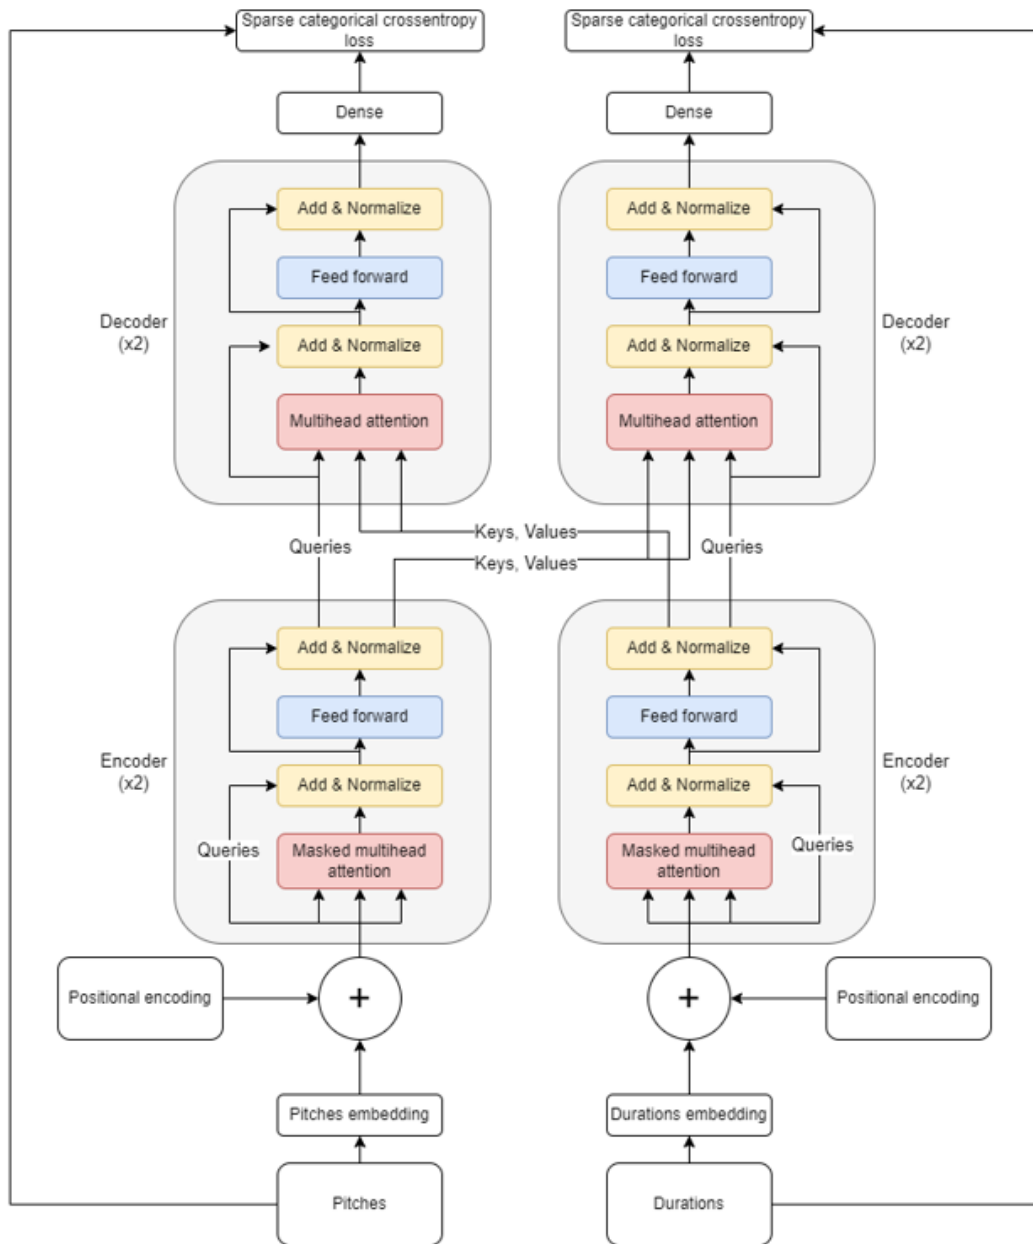 Sparse categorical crossentropy
loss
Sparse categorical crossentropy
loss
Dense
Dense
Add & Normalize
Add & Normalize
Feed forward
Feed forward
Decoder
(x2)
Decoder
(x2)
Add & Normalize
Add & Normalize
Multihead attention
Multihead attention
Keys, Values
Queries
Queries
Keys, Values
Add & Normalize
Add & Normalize
Feed forward
Feed forward
Encoder
(x2)
Encoder
(x2)
Add & Normalize
Add & Normalize
Queries
Masked multihead
attention
Masked multihead
attention
Queries
Positional encoding
+
+
Positional encoding
Pitches embedding
Durations embedding
Pitches
Durations